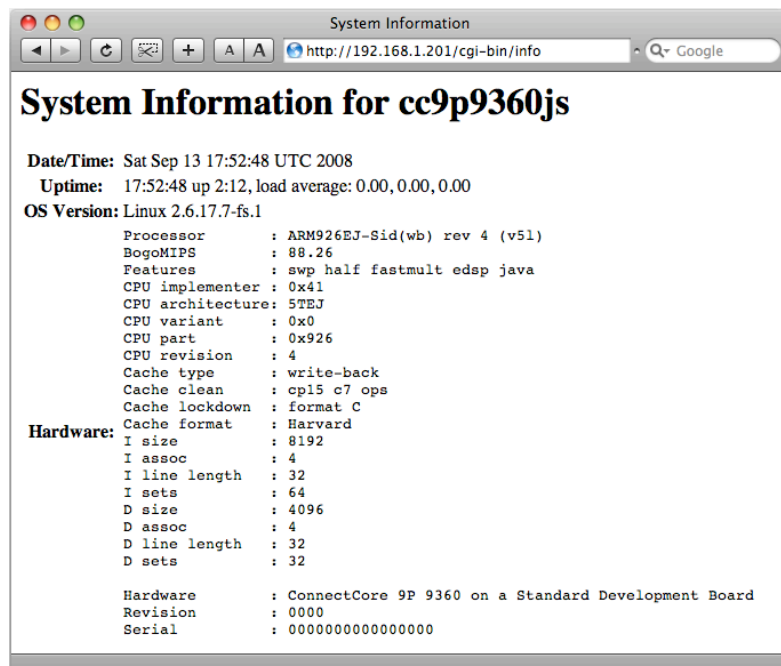 System Information
A A http://192.168.1.201/cgi-bin/info Google
System Information for cc9p9360js
Date/Time: Sat Sep 13 17:52:48 UTC 2008
Uptime: 17:52:48 up 2:12, load average: 0.00, 0.00, 0.00
OS Version: Linux 2.6.17.7-fs.1
Hardware:
Processor : ARM926EJ-Sid(wb) rev 4 (v5l)
BogoMIPS : 88.26
Features : swp half fastmult edsp java
CPU implementer : 0x41
CPU architecture: 5TEJ
CPU variant : 0x0
CPU part : 0x926
CPU revision : 4
Cache type : write-back
Cache clean : cp15 c7 ops
Cache lockdown : format C
Cache format : Harvard
I size : 8192
I assoc : 4
I line length : 32
I sets : 64
D size : 4096
D assoc : 4
D line length : 32
D sets : 32
Hardware : ConnectCore 9P 9360 on a Standard Development Board
Revision : 0000
Serial : 0000000000000000